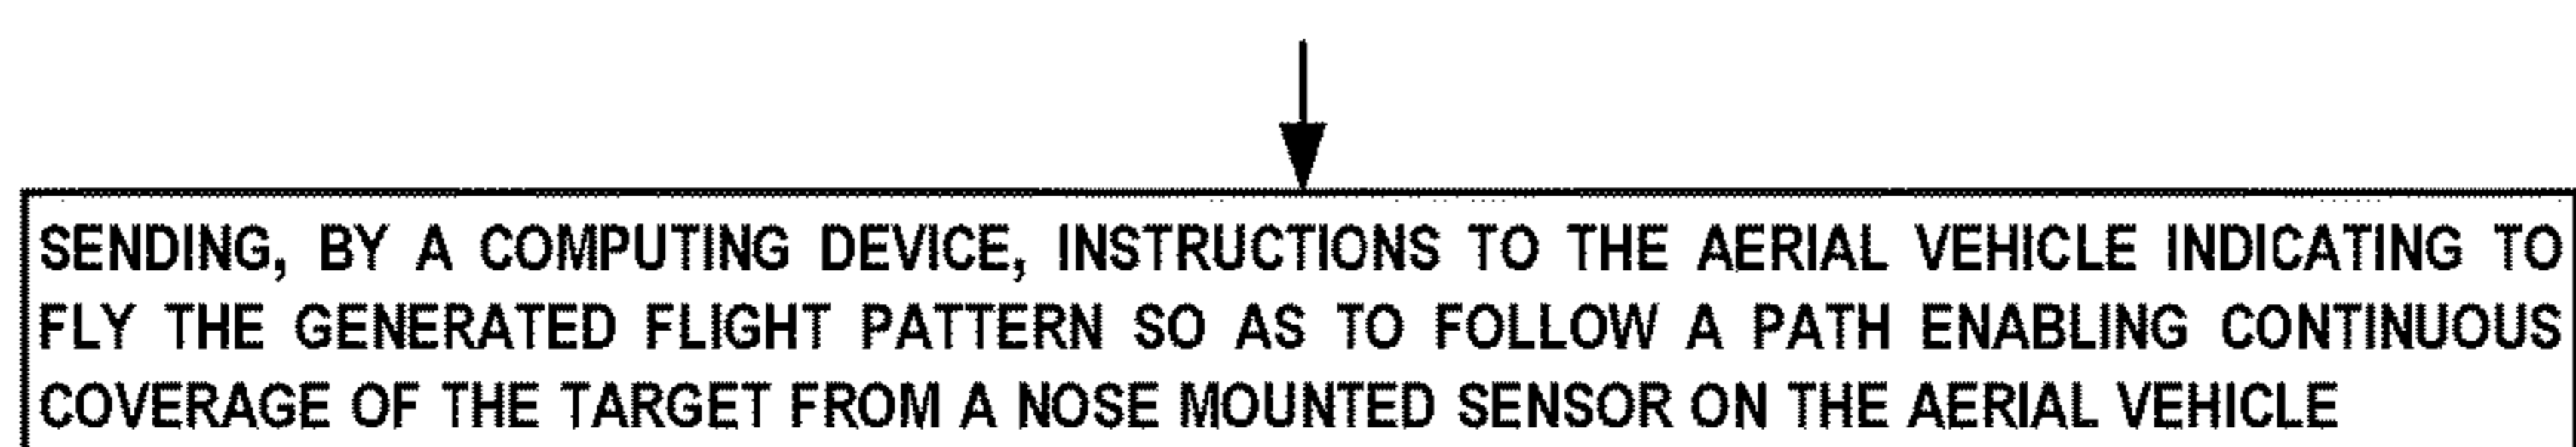 SENDING, BY A COMPUTING DEVICE, INSTRUCTIONS TO THE AERIAL VEHICLE INDICATING TO
FLY THE GENERATED FLIGHT PATTERN SO AS TO FOLLOW A PATH ENABLING CONTINUOUS
COVERAGE OF THE TARGET FROM A NOSE MOUNTED SENSOR ON THE AERIAL VEHICLE